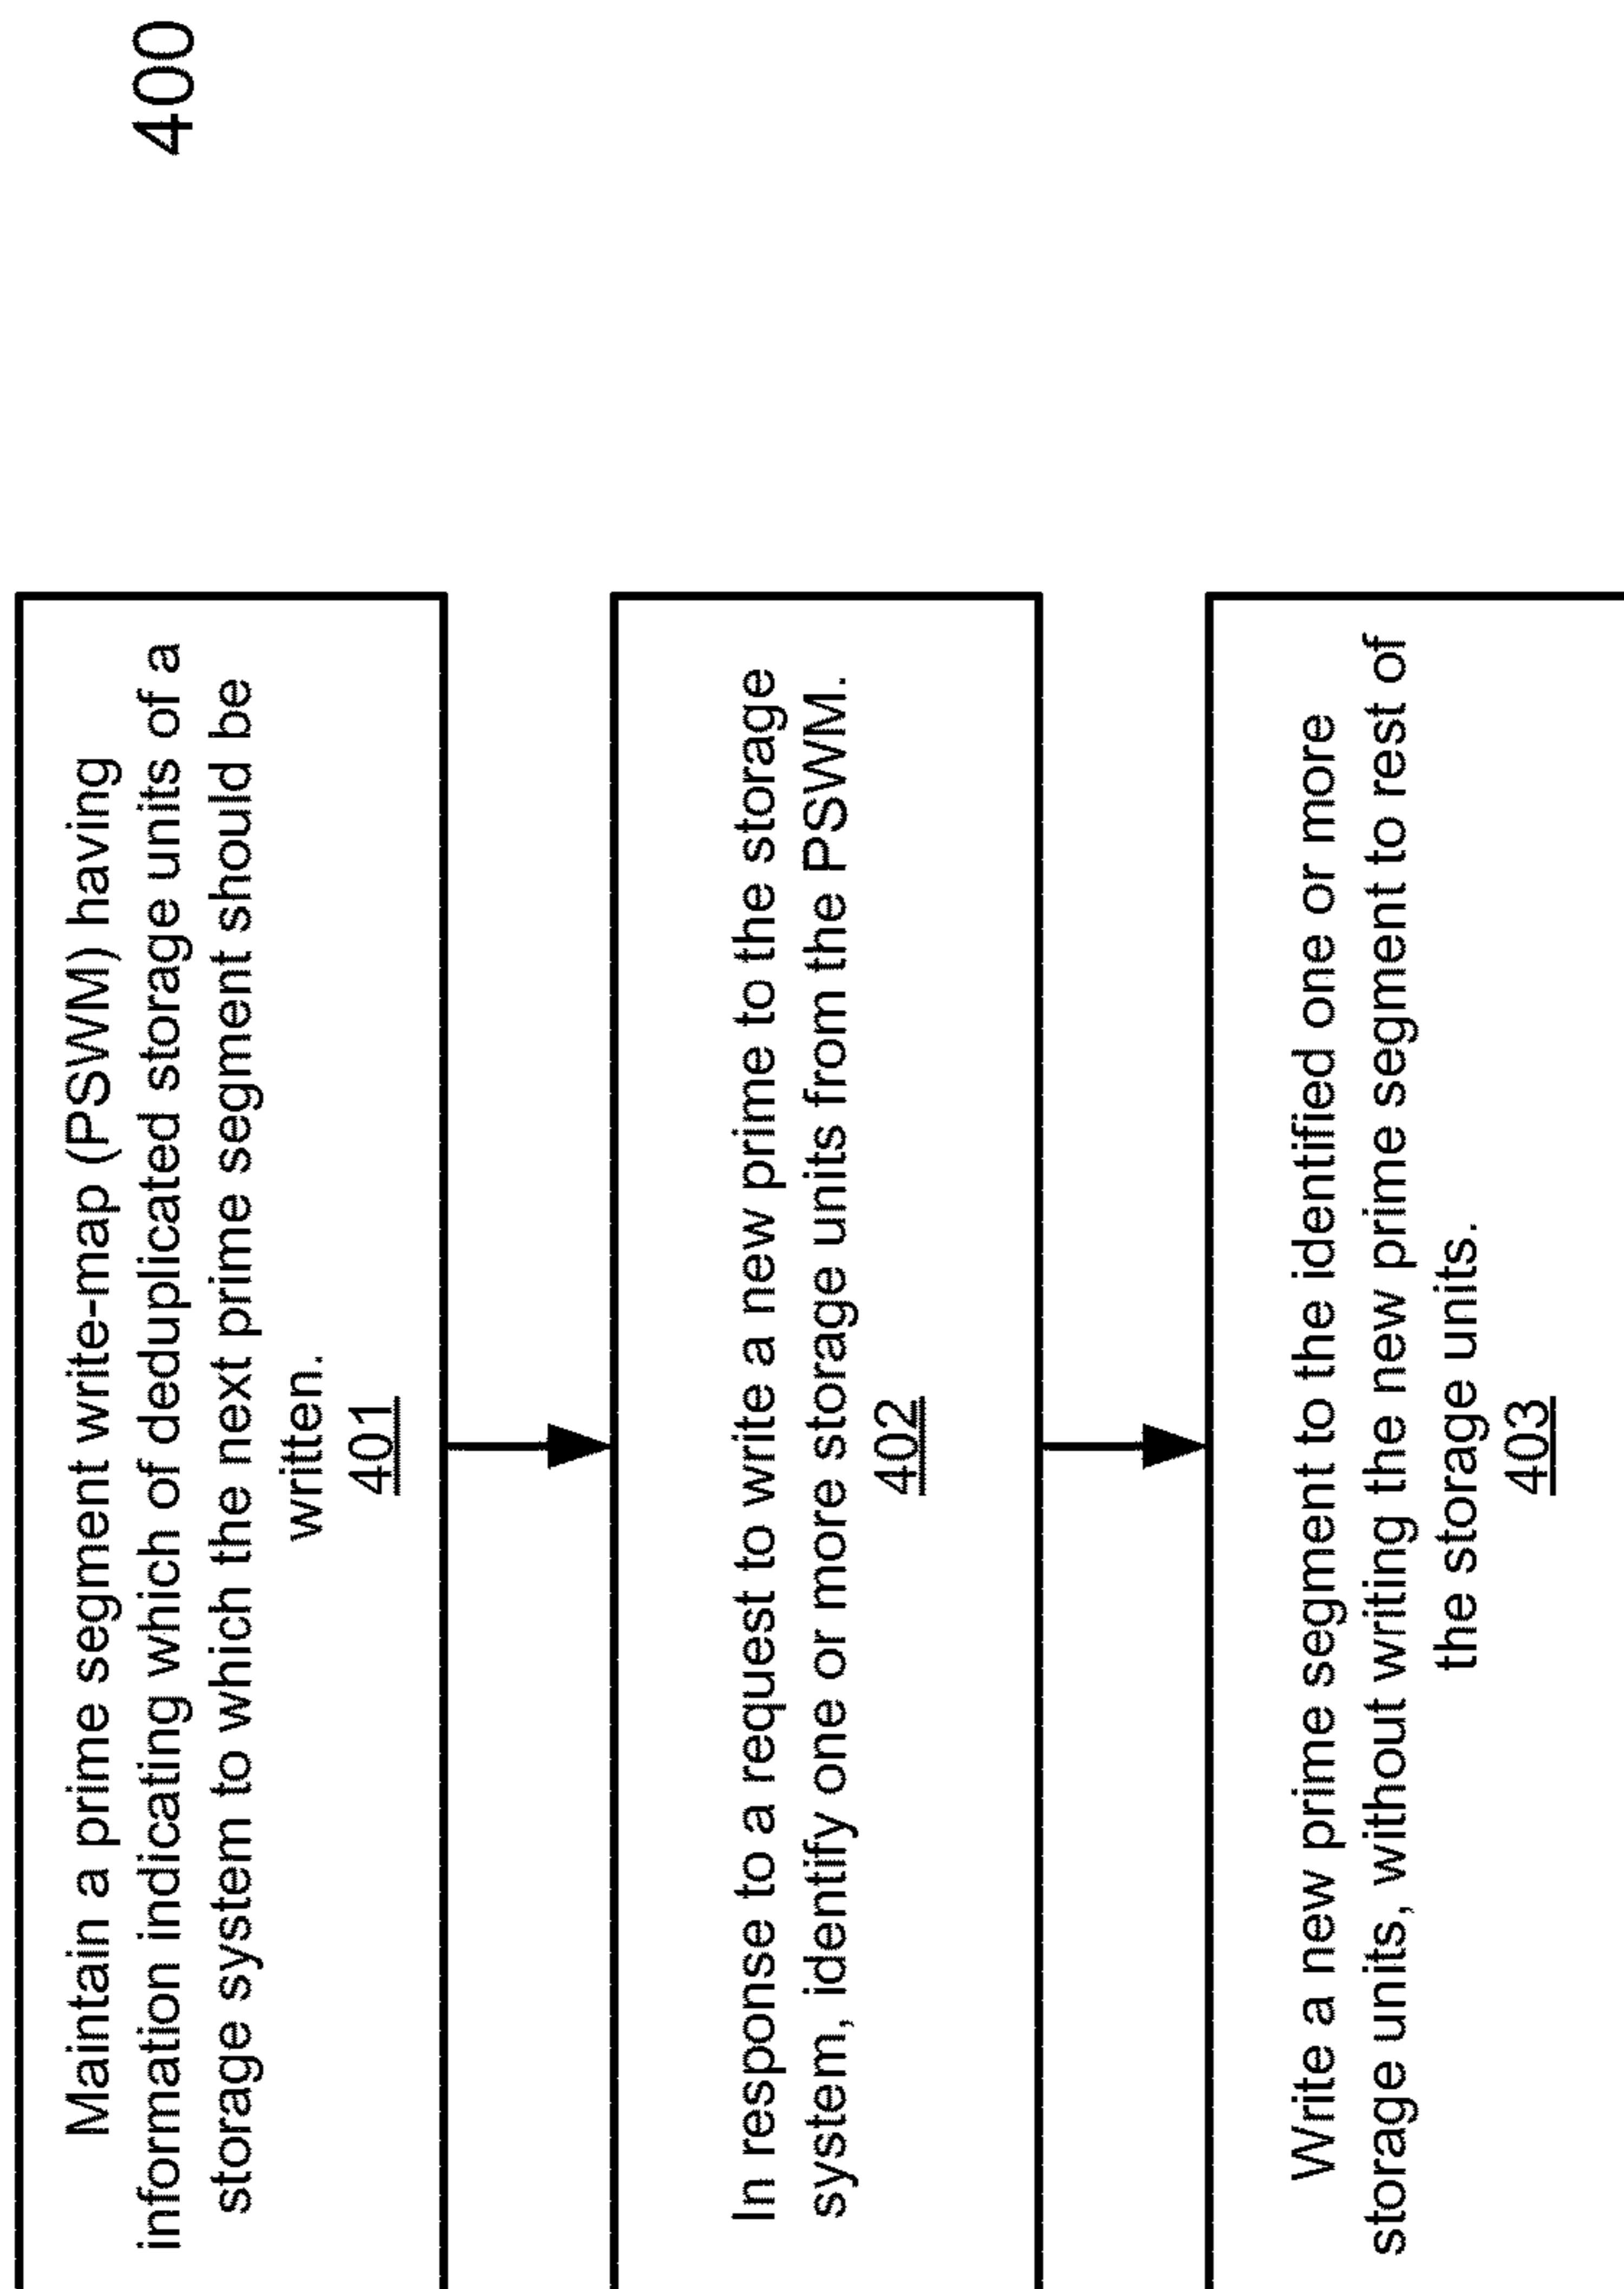 400
Maintain a prime segment write-map (PSWM) having
information indicating which of deduplicated storage units of a
storage system to which the next prime segment should be
written.
401
In response to a request to write a new prime to the storage
system, identify one or more storage units from the PSWM.
402
Write a new prime segment to the identified one or more
storage units, without writing the new prime segment to rest of
the storage units.
403